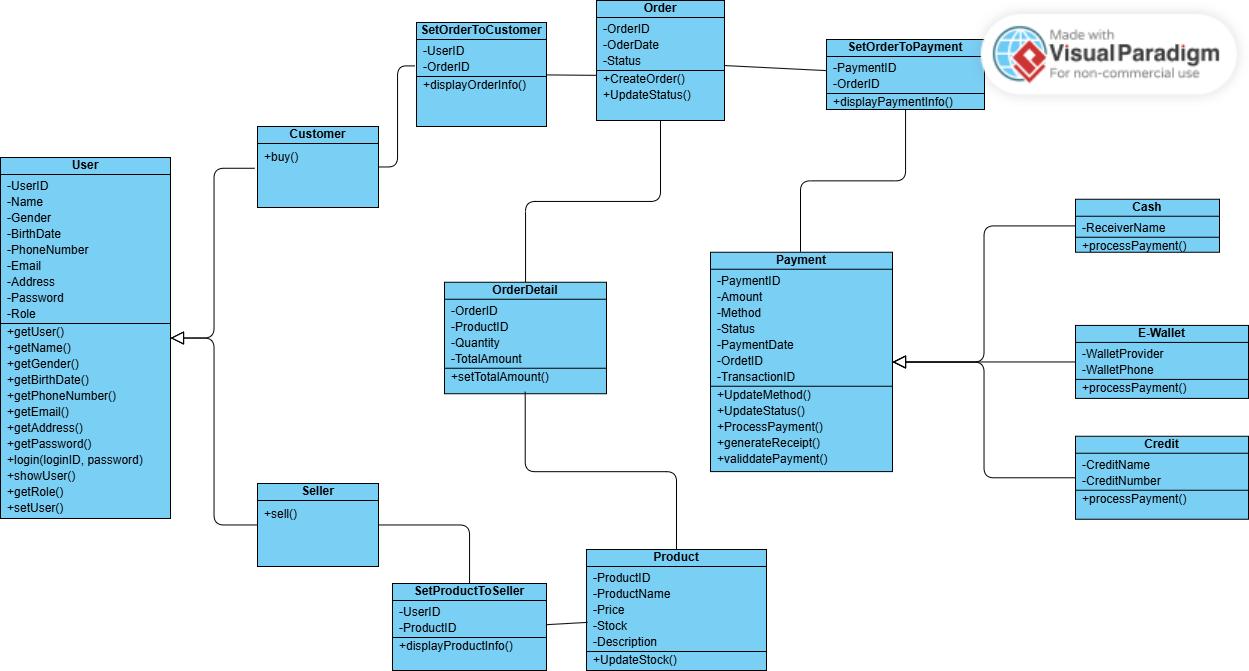 Order
-OrderID
-OderDate
-Status
+CreateOrder()
+UpdateStatus()
SetOrderToCustomer
-UserID
-OrderID
+displayOrderInfo()
SetOrderToPayment
-PaymentID
-OrderID
+displayPaymentInfo()
Made with
VisualParadigm
For non-commercial use
Customer
+buy()
User
-UserID
-Name
-Gender
-BirthDate
-PhoneNumber
-Email
-Address
-Password
-Role
+getUser()
+getName()
+getGender()
+getBirthDate()
+getPhoneNumber()
+getEmail()
+getAddress()
+getPassword()
+login(loginID, password)
+showUser()
+getRole()
+setUser()
Cash
-ReceiverName
+processPayment()
Payment
-PaymentID
-Amount
-Method
-Status
-PaymentDate
-OrdetID
-TransactionID
+UpdateMethod()
+UpdateStatus()
+ProcessPayment()
+generateReceipt()
+validdatePayment()
OrderDetail
-OrderID
-ProductID
-Quantity
-TotalAmount
+setTotalAmount()
E-Wallet
-WalletProvider
-WalletPhone
+processPayment()
Credit
-CreditName
-CreditNumber
+processPayment()
Seller
+sell()
Product
-ProductID
-ProductName
-Price
-Stock
-Description
+UpdateStock()
SetProductToSeller
-UserID
-ProductID
+displayProductInfo()